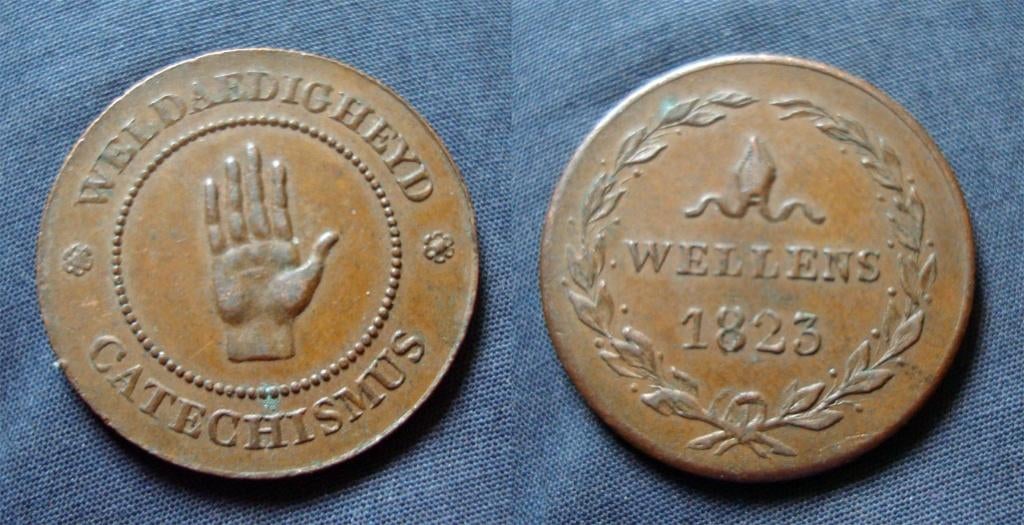 WELDAEDIGHEYD
CATECHISMUS
WELLENS
1823